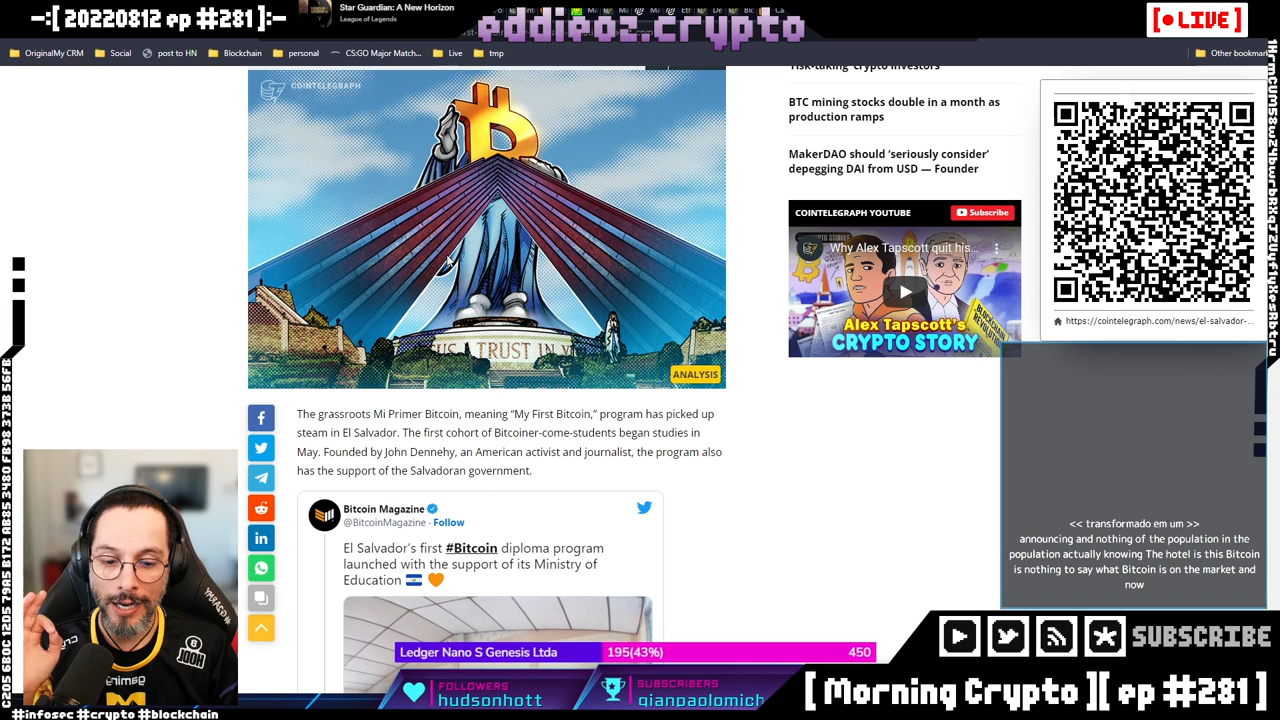 -:[ 20220812 ep #281 ]:-
Star Guardian: A New Horizon
League of Legends
eddieoz.crypto
[● LIVE ]
OriginalMy CRM
Social
post to HN
Blockchain
personal
CS:GO Major Match...
Live
tmp
Other bookmar
COINTELEGRAPH
US TRUST IN
ANALYSIS
'risk-taking' crypto investors
BTC mining stocks double in a month as
production ramps
MakerDAO should 'seriously consider'
depegging DAI from USD — Founder
COINTELEGRAPH YOUTUBE
Subscribe
Why Alex Tapscott quit his...
BLOCKCHAIN
REVOLUTION
Alex Tapscott's
CRYPTO STORY
https://cointelegraph.com/news/el-salvador-...
The grassroots Mi Primer Bitcoin, meaning “My First Bitcoin,” program has picked up
steam in El Salvador. The first cohort of Bitcoiner-come-students began studies in
May. Founded by John Dennehy, an American activist and journalist, the program also
has the support of the Salvadoran government.
Bitcoin Magazine
@BitcoinMagazine · Follow
El Salvador's first #Bitcoin diploma program
launched with the support of its Ministry of
Education 🇸🇻 🧡
<< transformado em um >>
announcing and nothing of the population in the
population actually knowing The hotel is this Bitcoin
is nothing to say what Bitcoin is on the market and
now
Ledger Nano S Genesis Ltda
195(43%)
450
FOLLOWERS
hudsonhott
SUBSCRIBERS
gianpaolomich
SUBSCRIBE
[ Morning Crypto ][ ep #281 ]
#infosec #crypto #blockchain